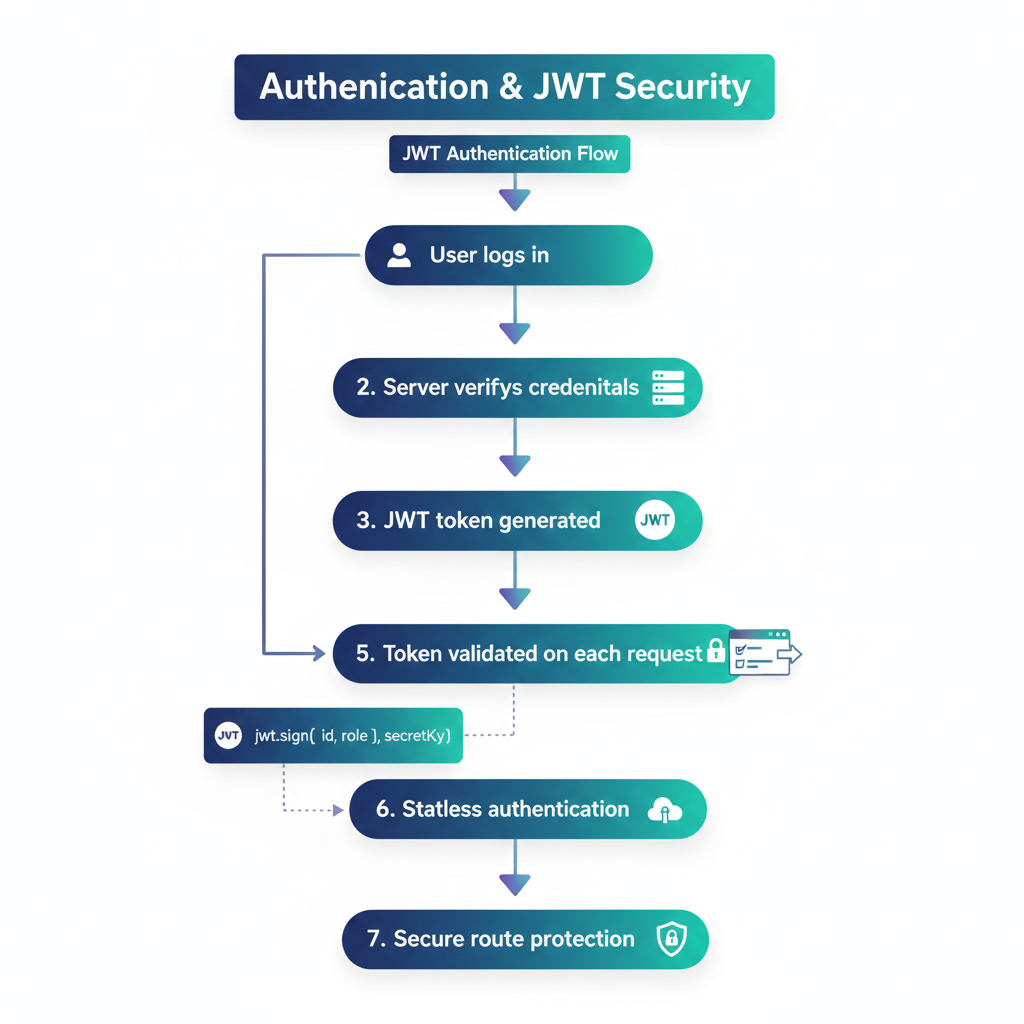 Authenication & JWT Security
JWT Authentication Flow
User logs in
2. Server verifys credenitals
3. JWT token generated
JWT
5. Token validated on each request
JVT
jwt.sign( id, role ], secretKy)
6. Statless authentication
7. Secure route protection